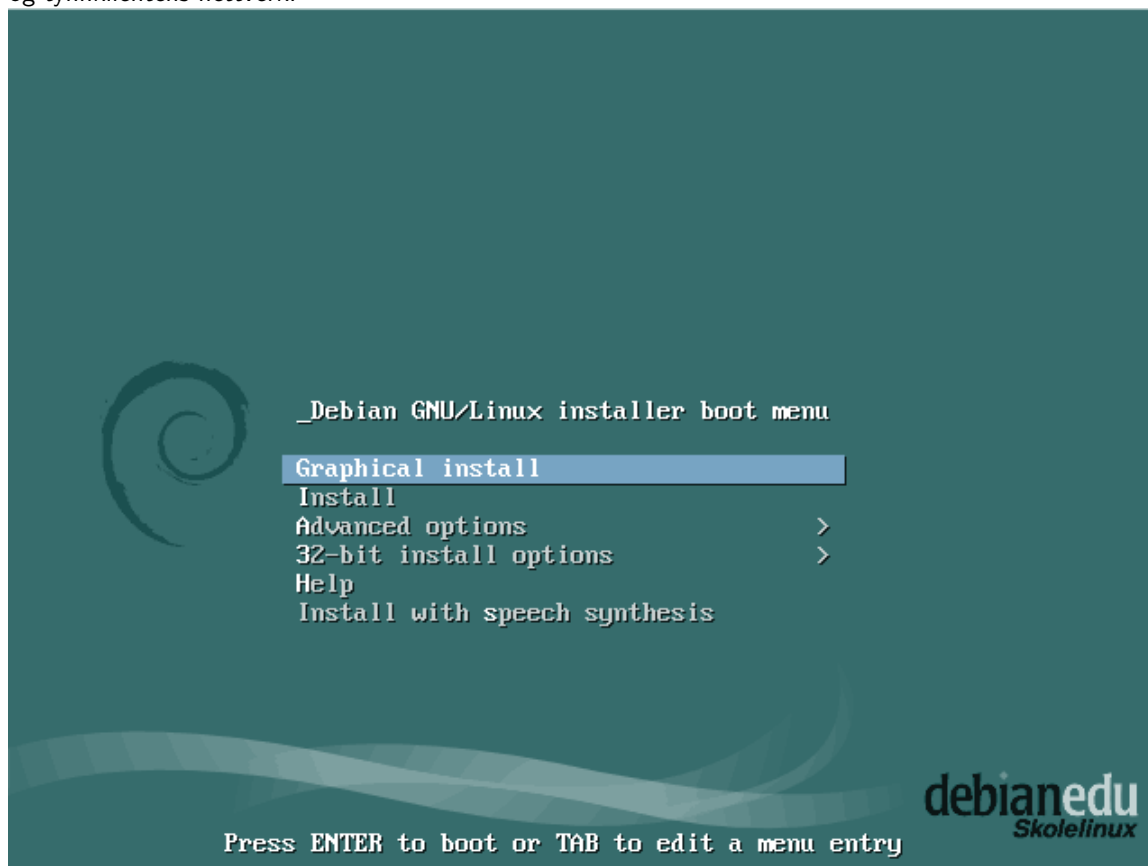 _Debian GNU/Linux installer boot menu
Graphical install
Install
Advanced options >
32-bit install options >
Help
Install with speech synthesis
debianedu
Skolelinux
Press ENTER to boot or TAB to edit a menu entry